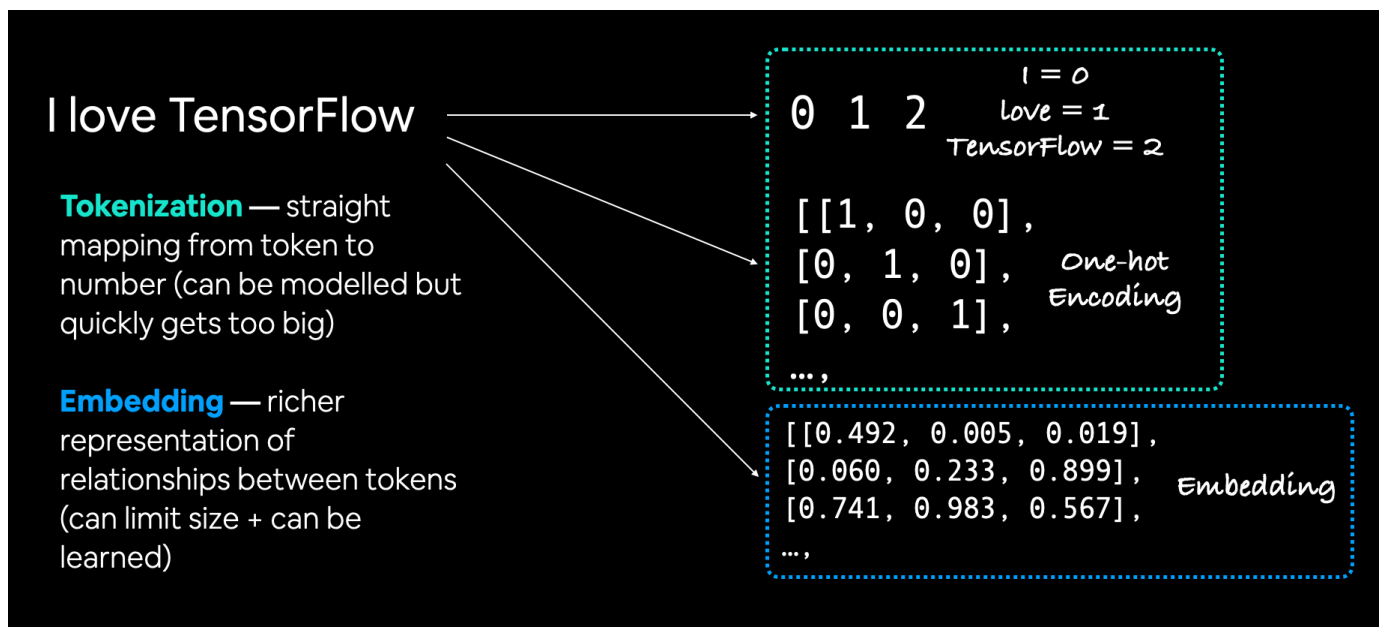 I love TensorFlow
Tokenization — straight
mapping from token to
number (can be modelled but
quickly gets too big)
Embedding — richer
representation of
relationships between tokens
(can limit size + can be
learned)
0 1 2
I = 0
love = 1
TensorFlow = 2
[[1, 0, 0],
[0, 1, 0],
[0, 0, 1],
…,
One-hot
Encoding
[[0.492, 0.005, 0.019],
[0.060, 0.233, 0.899],
[0.741, 0.983, 0.567],
…,
Embedding